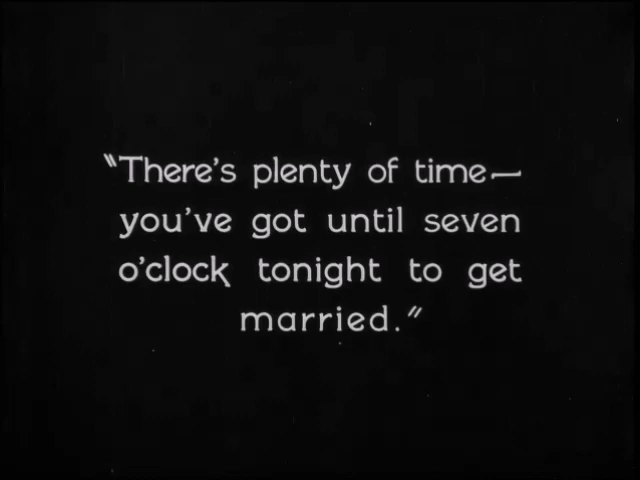 "There's plenty of time—
you've got until seven
o'clock tonight to get
married."